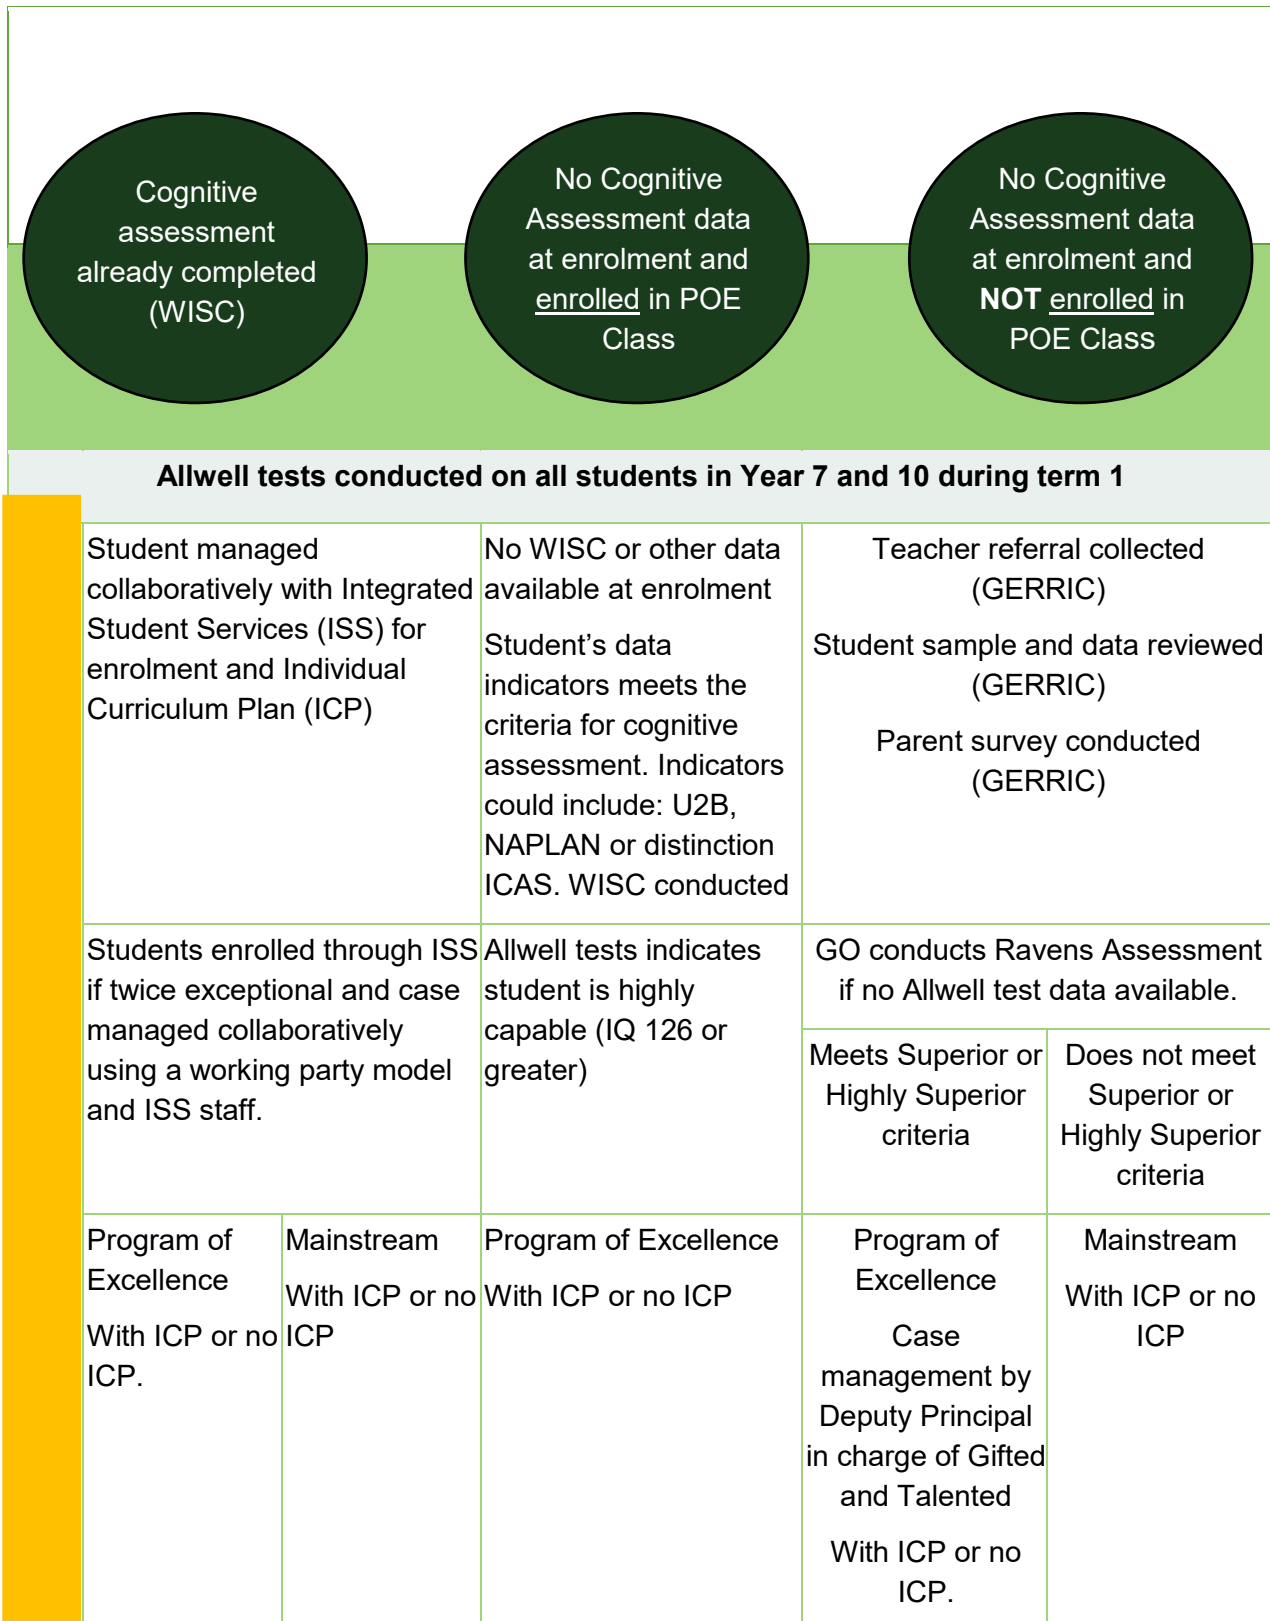 Cognitive
assessment
already completed
(WISC)
No Cognitive
Assessment data
at enrolment and
enrolled in POE
Class
No Cognitive
Assessment data
at enrolment and
NOT enrolled in
POE Class
Allwell tests conducted on all students in Year 7 and 10 during term 1
Student managed
collaboratively with Integrated
Student Services (ISS) for
enrolment and Individual
Curriculum Plan (ICP)
No WISC or other data
available at enrolment
Student’s data
indicators meets the
criteria for cognitive
assessment. Indicators
could include: U2B,
NAPLAN or distinction
ICAS. WISC conducted
Teacher referral collected
(GERRIC)
Student sample and data reviewed
(GERRIC)
Parent survey conducted
(GERRIC)
Students enrolled through ISS
if twice exceptional and case
managed collaboratively
using a working party model
and ISS staff.
Allwell tests indicates
student is highly
capable (IQ 126 or
greater)
GO conducts Ravens Assessment
if no Allwell test data available.
Meets Superior or
Highly Superior
criteria
Does not meet
Superior or
Highly Superior
criteria
Program of
Excellence
With ICP or no
ICP.
Mainstream
With ICP or no
ICP
Program of Excellence
With ICP or no ICP
Program of
Excellence
Case
management by
Deputy Principal
in charge of Gifted
and Talented
With ICP or no
ICP.
Mainstream
With ICP or no
ICP